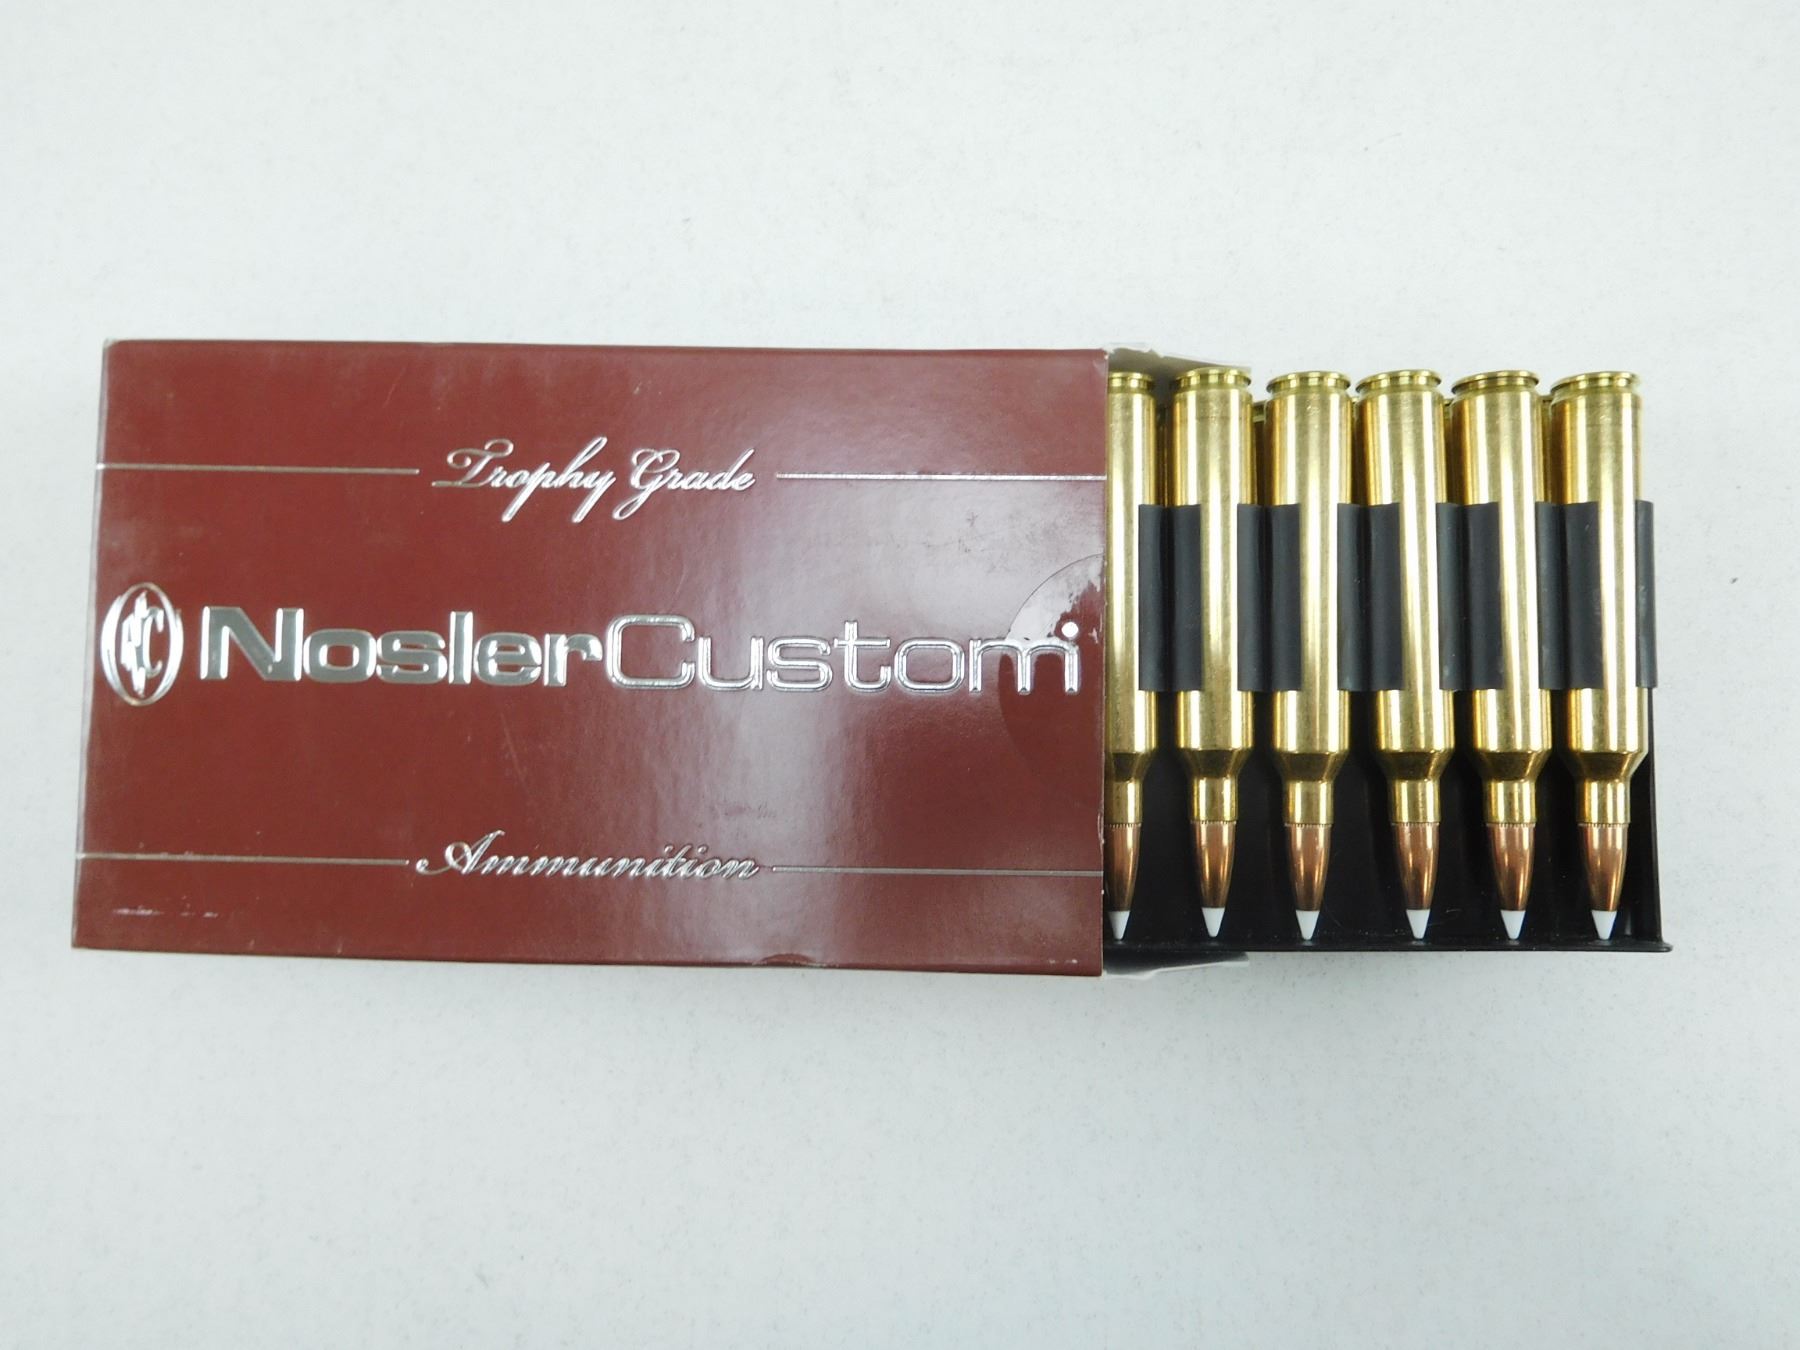 Trophy Grade
NoslerCustom
Ammunition